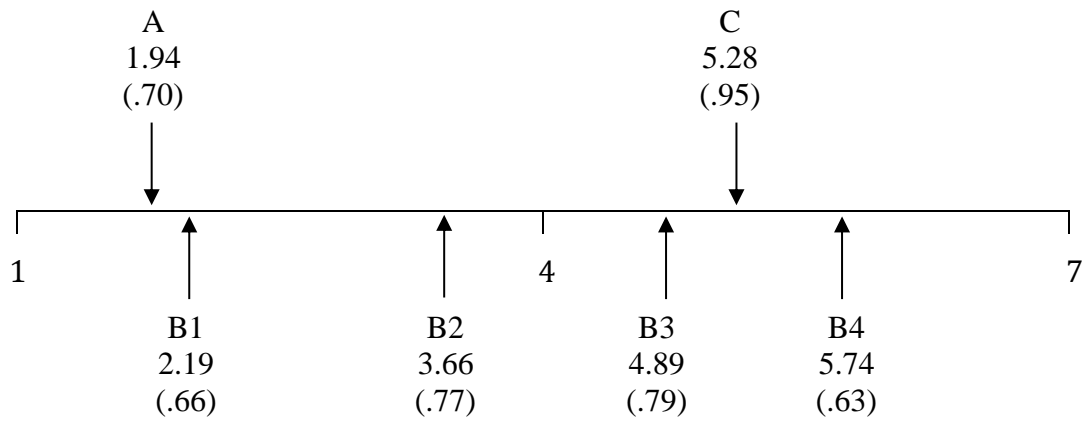 A C
1.94 5.28
(.70) (.95)
1 4 7
B1 B2 B3 B4
2.19 3.66 4.89 5.74
(.66) (.77) (.79) (.63)